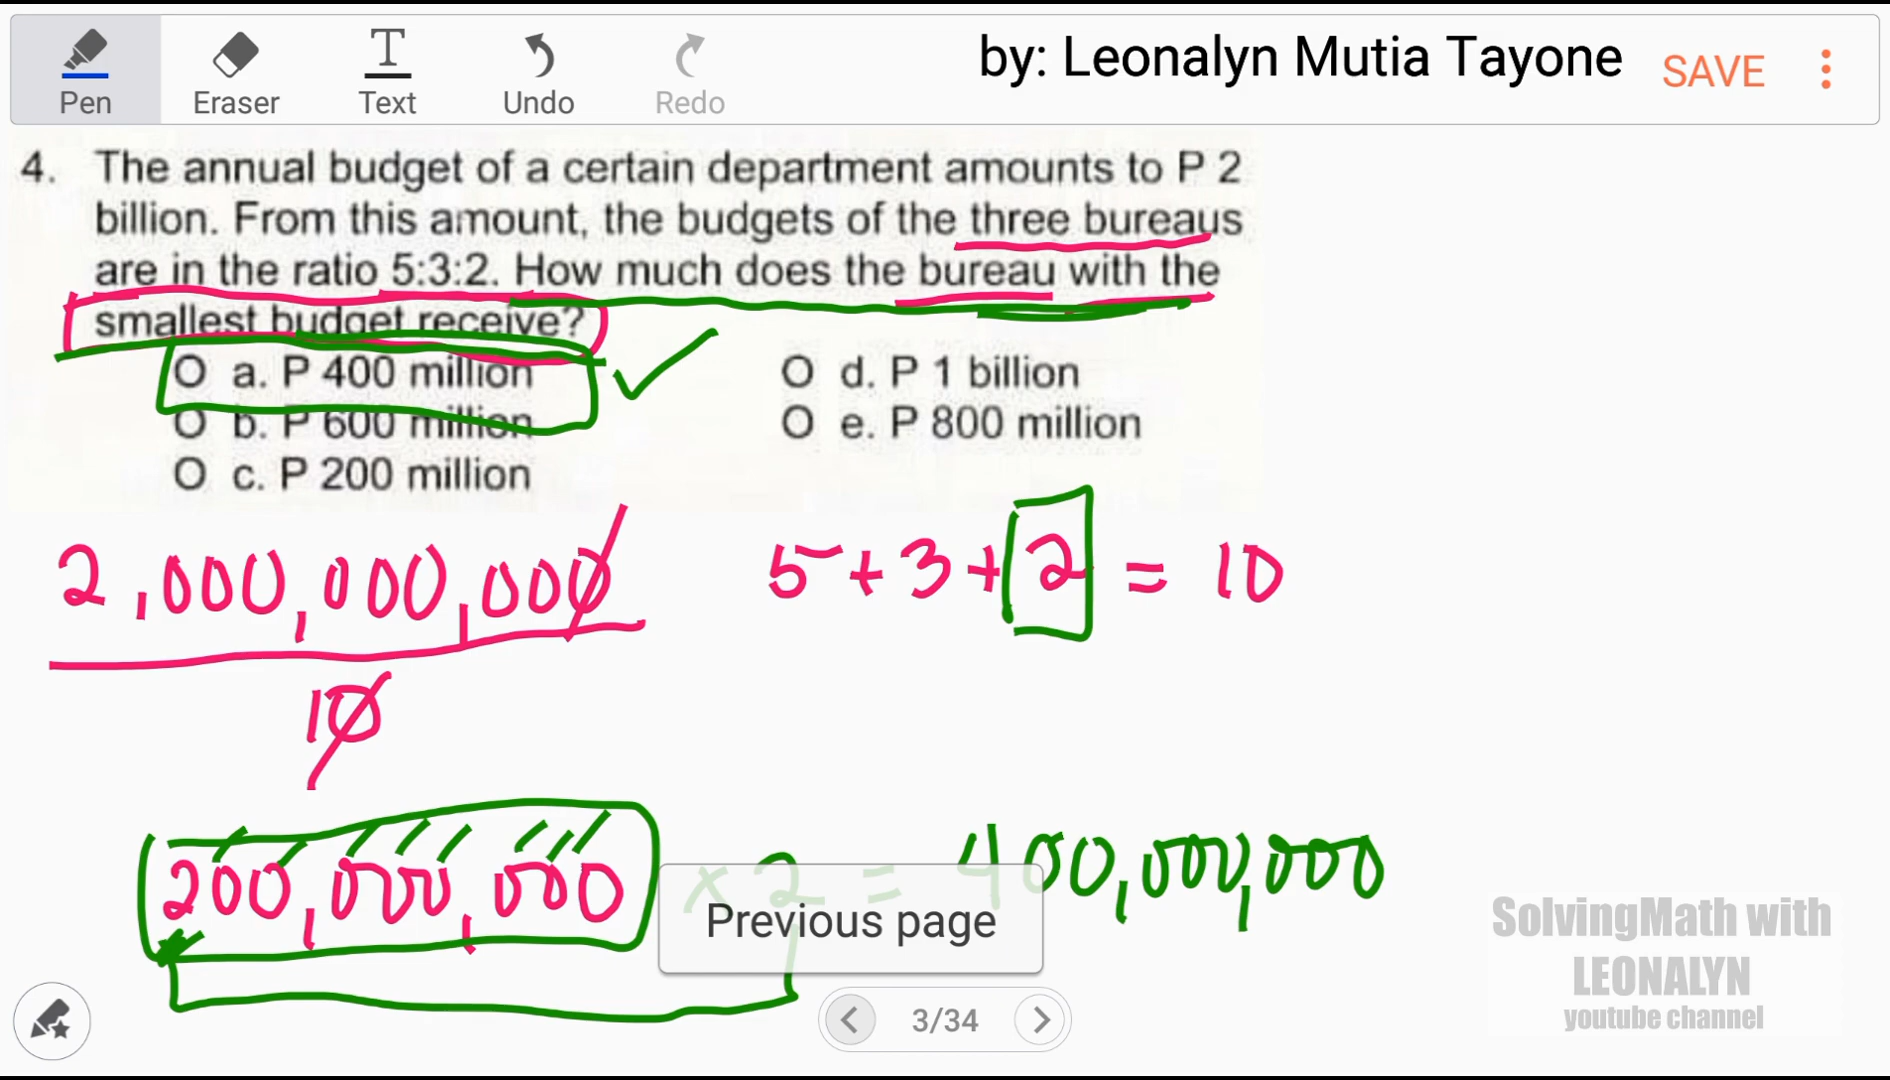 Pen
Eraser
Text
Undo
Redo
by: Leonalyn Mutia Tayone
SAVE
4. The annual budget of a certain department amounts to P 2
billion. From this amount, the budgets of the three bureaus
are in the ratio 5:3:2. How much does the bureau with the
smallest budget receive?
O a. P 400 million
O b. P 600 million
O c. P 200 million
O d. P 1 billion
O e. P 800 million
2,000,000,000
10
5+3+2 = 10
200,000,000 x 2 = 400,000,000
Previous page
3/34
SolvingMath with
LEONALYN
youtube channel